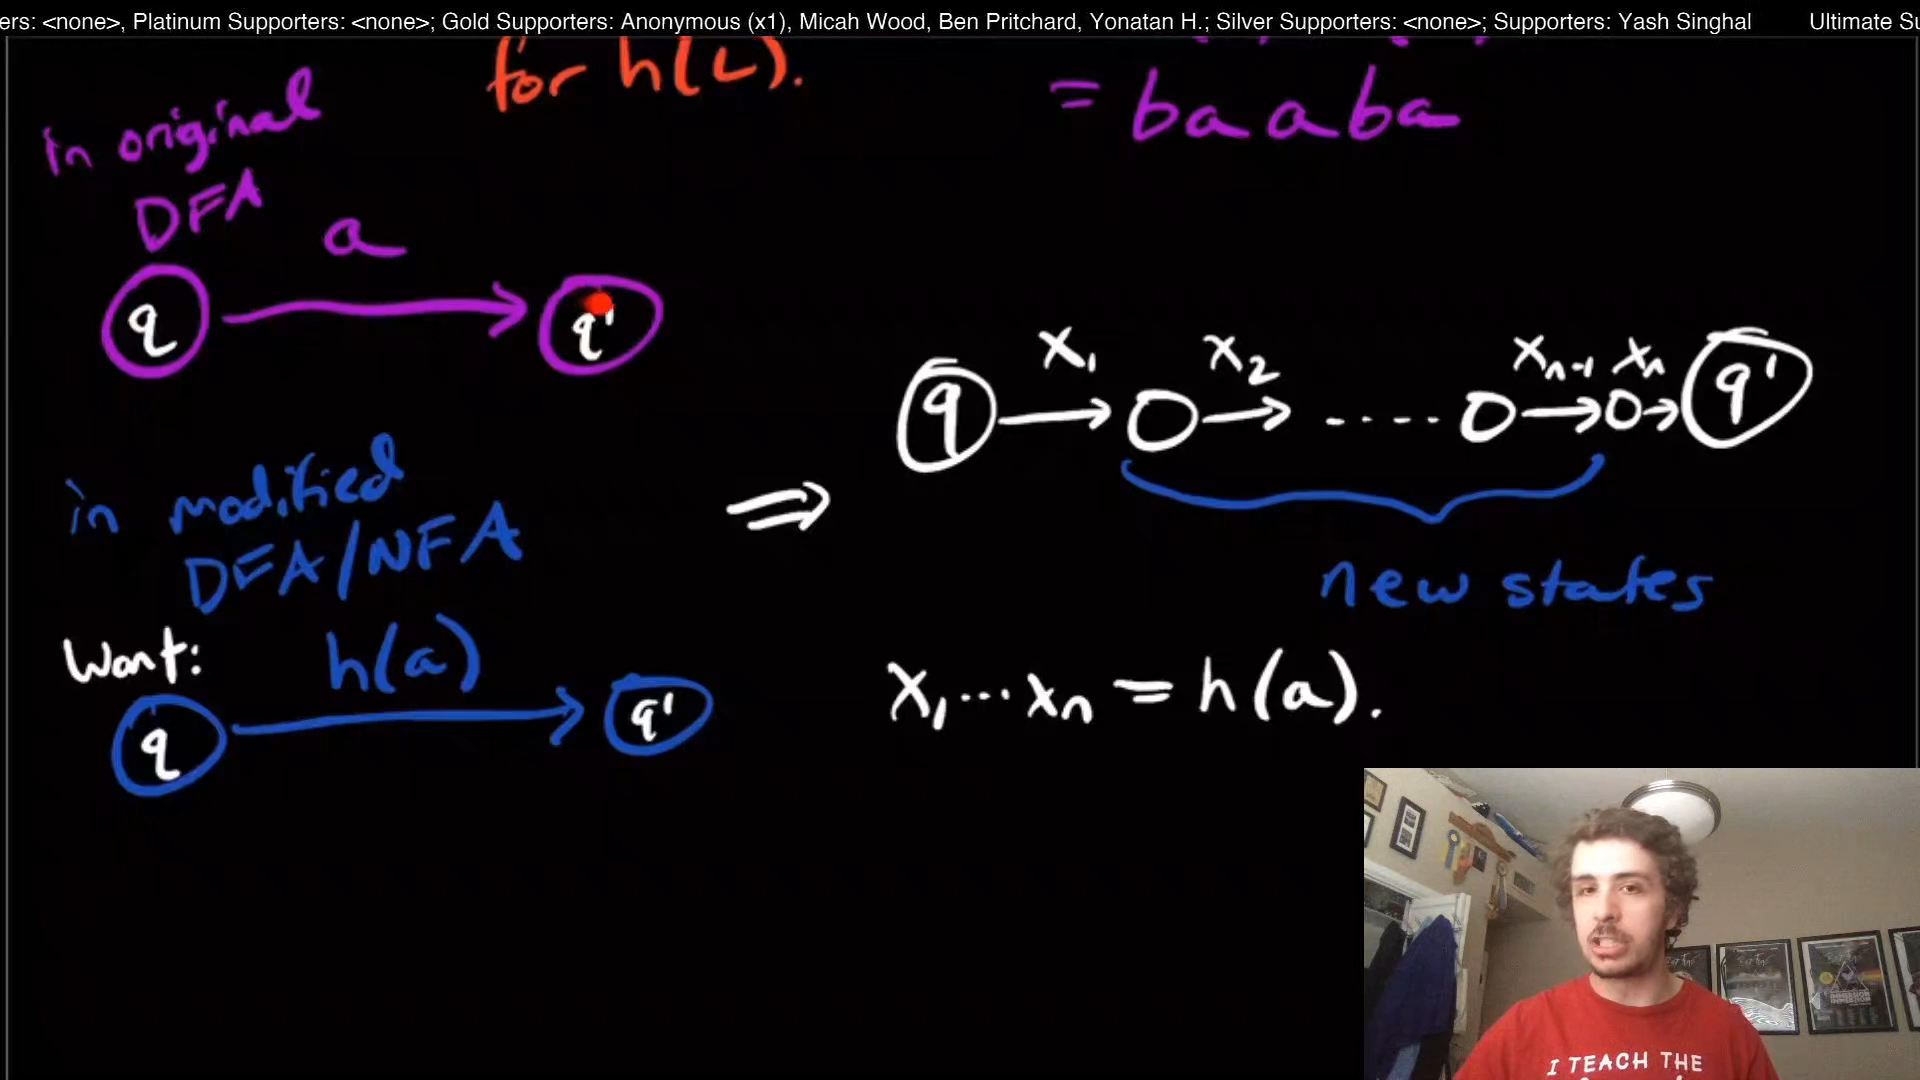 ers: <none>, Platinum Supporters: <none>; Gold Supporters: Anonymous (x1), Micah Wood, Ben Pritchard, Yonatan H.; Silver Supporters: <none>; Supporters: Yash Singhal Ultimate Su
for h(L).
= baaba
in original
DFA
a
q
q'
x₁ x₂ xₙ₋₁ xₙ
q ..... q'
in modified
DFA/NFA
⇒
new states
Want: h(a)
q
q'
x₁...xₙ = h(a).
I TEACH THE